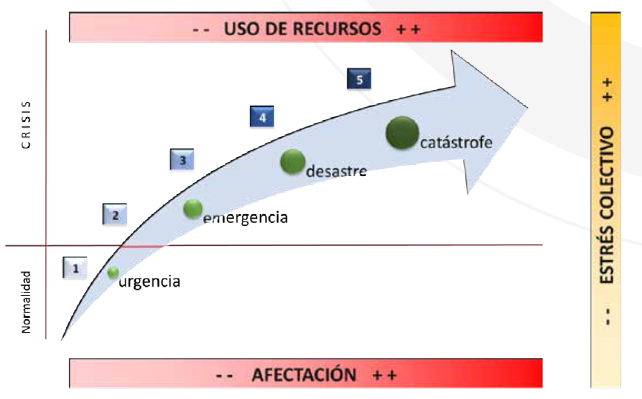 -- USO DE RECURSOS ++
CRISIS
5
4
catástrofe
3
desastre
2
emergencia
1
urgencia
Normalidad
-- ESTRÉS COLECTIVO ++
-- AFECTACIÓN ++